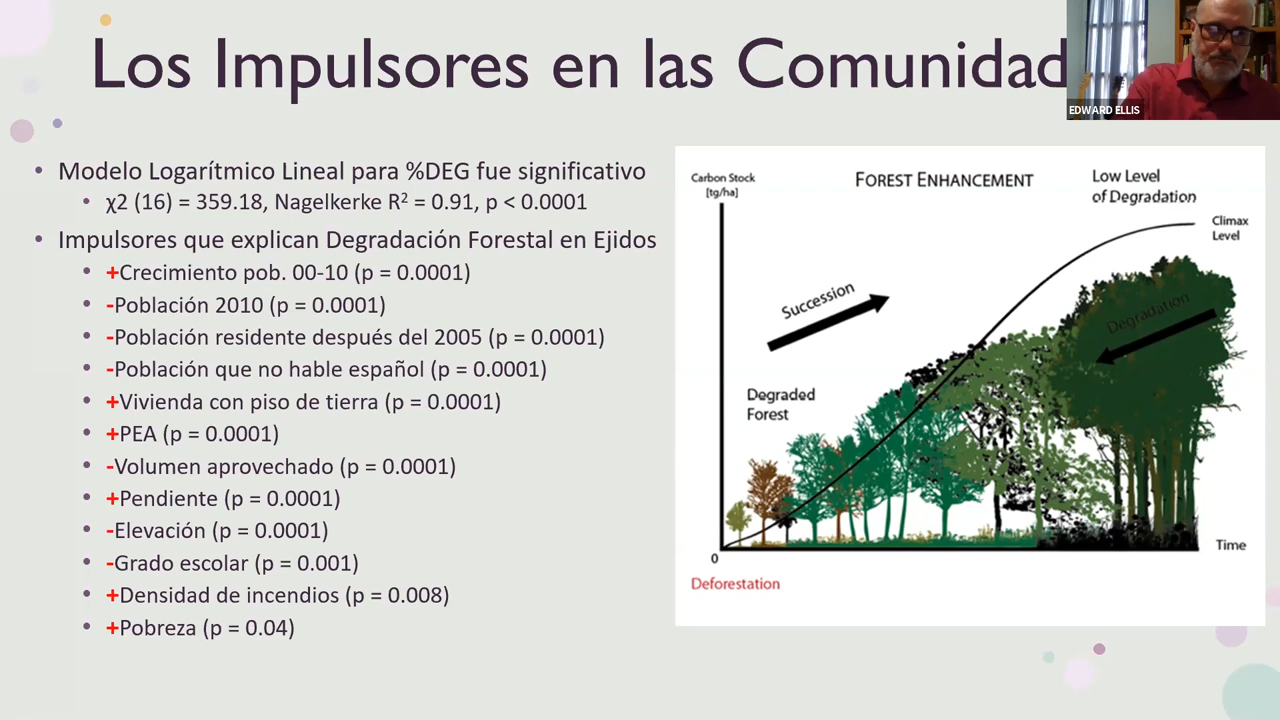 Los Impulsores en las Comunidad
EDWARD ELLIS
• Modelo Logarítmico Lineal para %DEG fue significativo
• χ2 (16) = 359.18, Nagelkerke R² = 0.91, p < 0.0001
• Impulsores que explican Degradación Forestal en Ejidos
• +Crecimiento pob. 00-10 (p = 0.0001)
• -Población 2010 (p = 0.0001)
• -Población residente después del 2005 (p = 0.0001)
• -Población que no hable español (p = 0.0001)
• +Vivienda con piso de tierra (p = 0.0001)
• +PEA (p = 0.0001)
• -Volumen aprovechado (p = 0.0001)
• +Pendiente (p = 0.0001)
• -Elevación (p = 0.0001)
• -Grado escolar (p = 0.001)
• +Densidad de incendios (p = 0.008)
• +Pobreza (p = 0.04)
Carbon Stock
[tg/ha]
FOREST ENHANCEMENT
Low Level
of Degradation
Climax
Level
Succession
Degradation
Degraded
Forest
Time
0
Deforestation